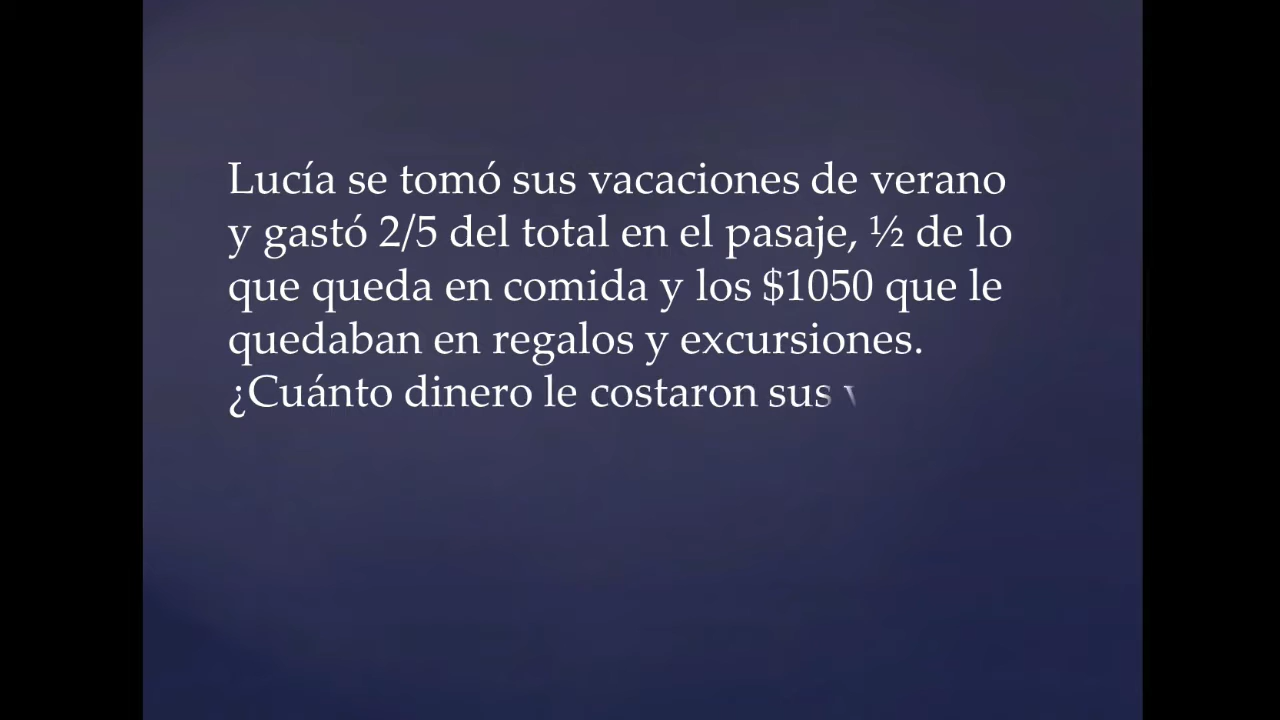 Lucía se tomó sus vacaciones de verano
y gastó 2/5 del total en el pasaje, ½ de lo
que queda en comida y los $1050 que le
quedaban en regalos y excursiones.
¿Cuánto dinero le costaron sus